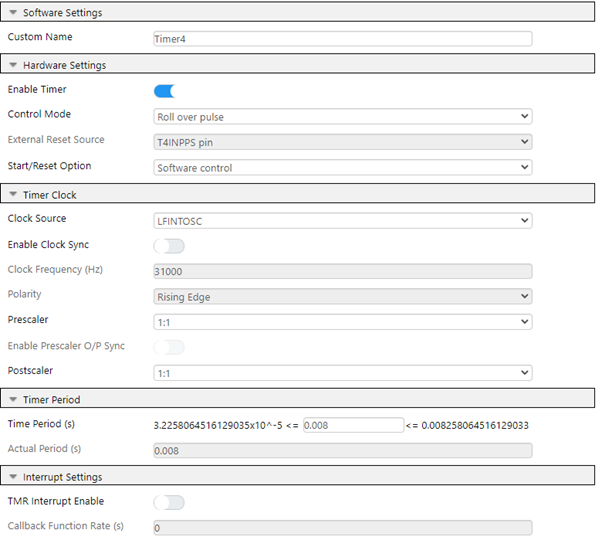 Software Settings
Custom Name Timer4
Hardware Settings
Enable Timer
Control Mode Roll over pulse
External Reset Source T4INPPS pin
Start/Reset Option Software control
Timer Clock
Clock Source LFINTOSC
Enable Clock Sync
Clock Frequency (Hz) 31000
Polarity Rising Edge
Prescaler 1:1
Enable Prescaler O/P Sync
Postscaler 1:1
Timer Period
Time Period (s) 3.2258064516129035x10^-5 <= 0.008 <= 0.008258064516129033
Actual Period (s) 0.008
Interrupt Settings
TMR Interrupt Enable
Callback Function Rate (s) 0